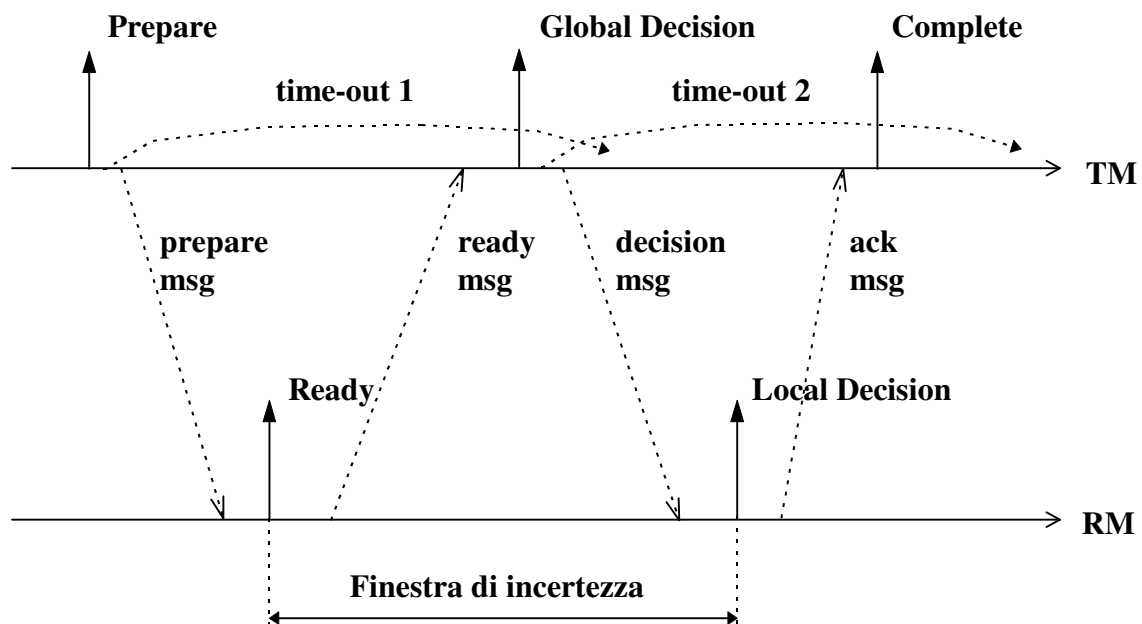 Prepare
Global Decision
Complete
time-out 1
time-out 2
TM
prepare
msg
ready
msg
decision
msg
ack
msg
Ready
Local Decision
RM
Finestra di incertezza